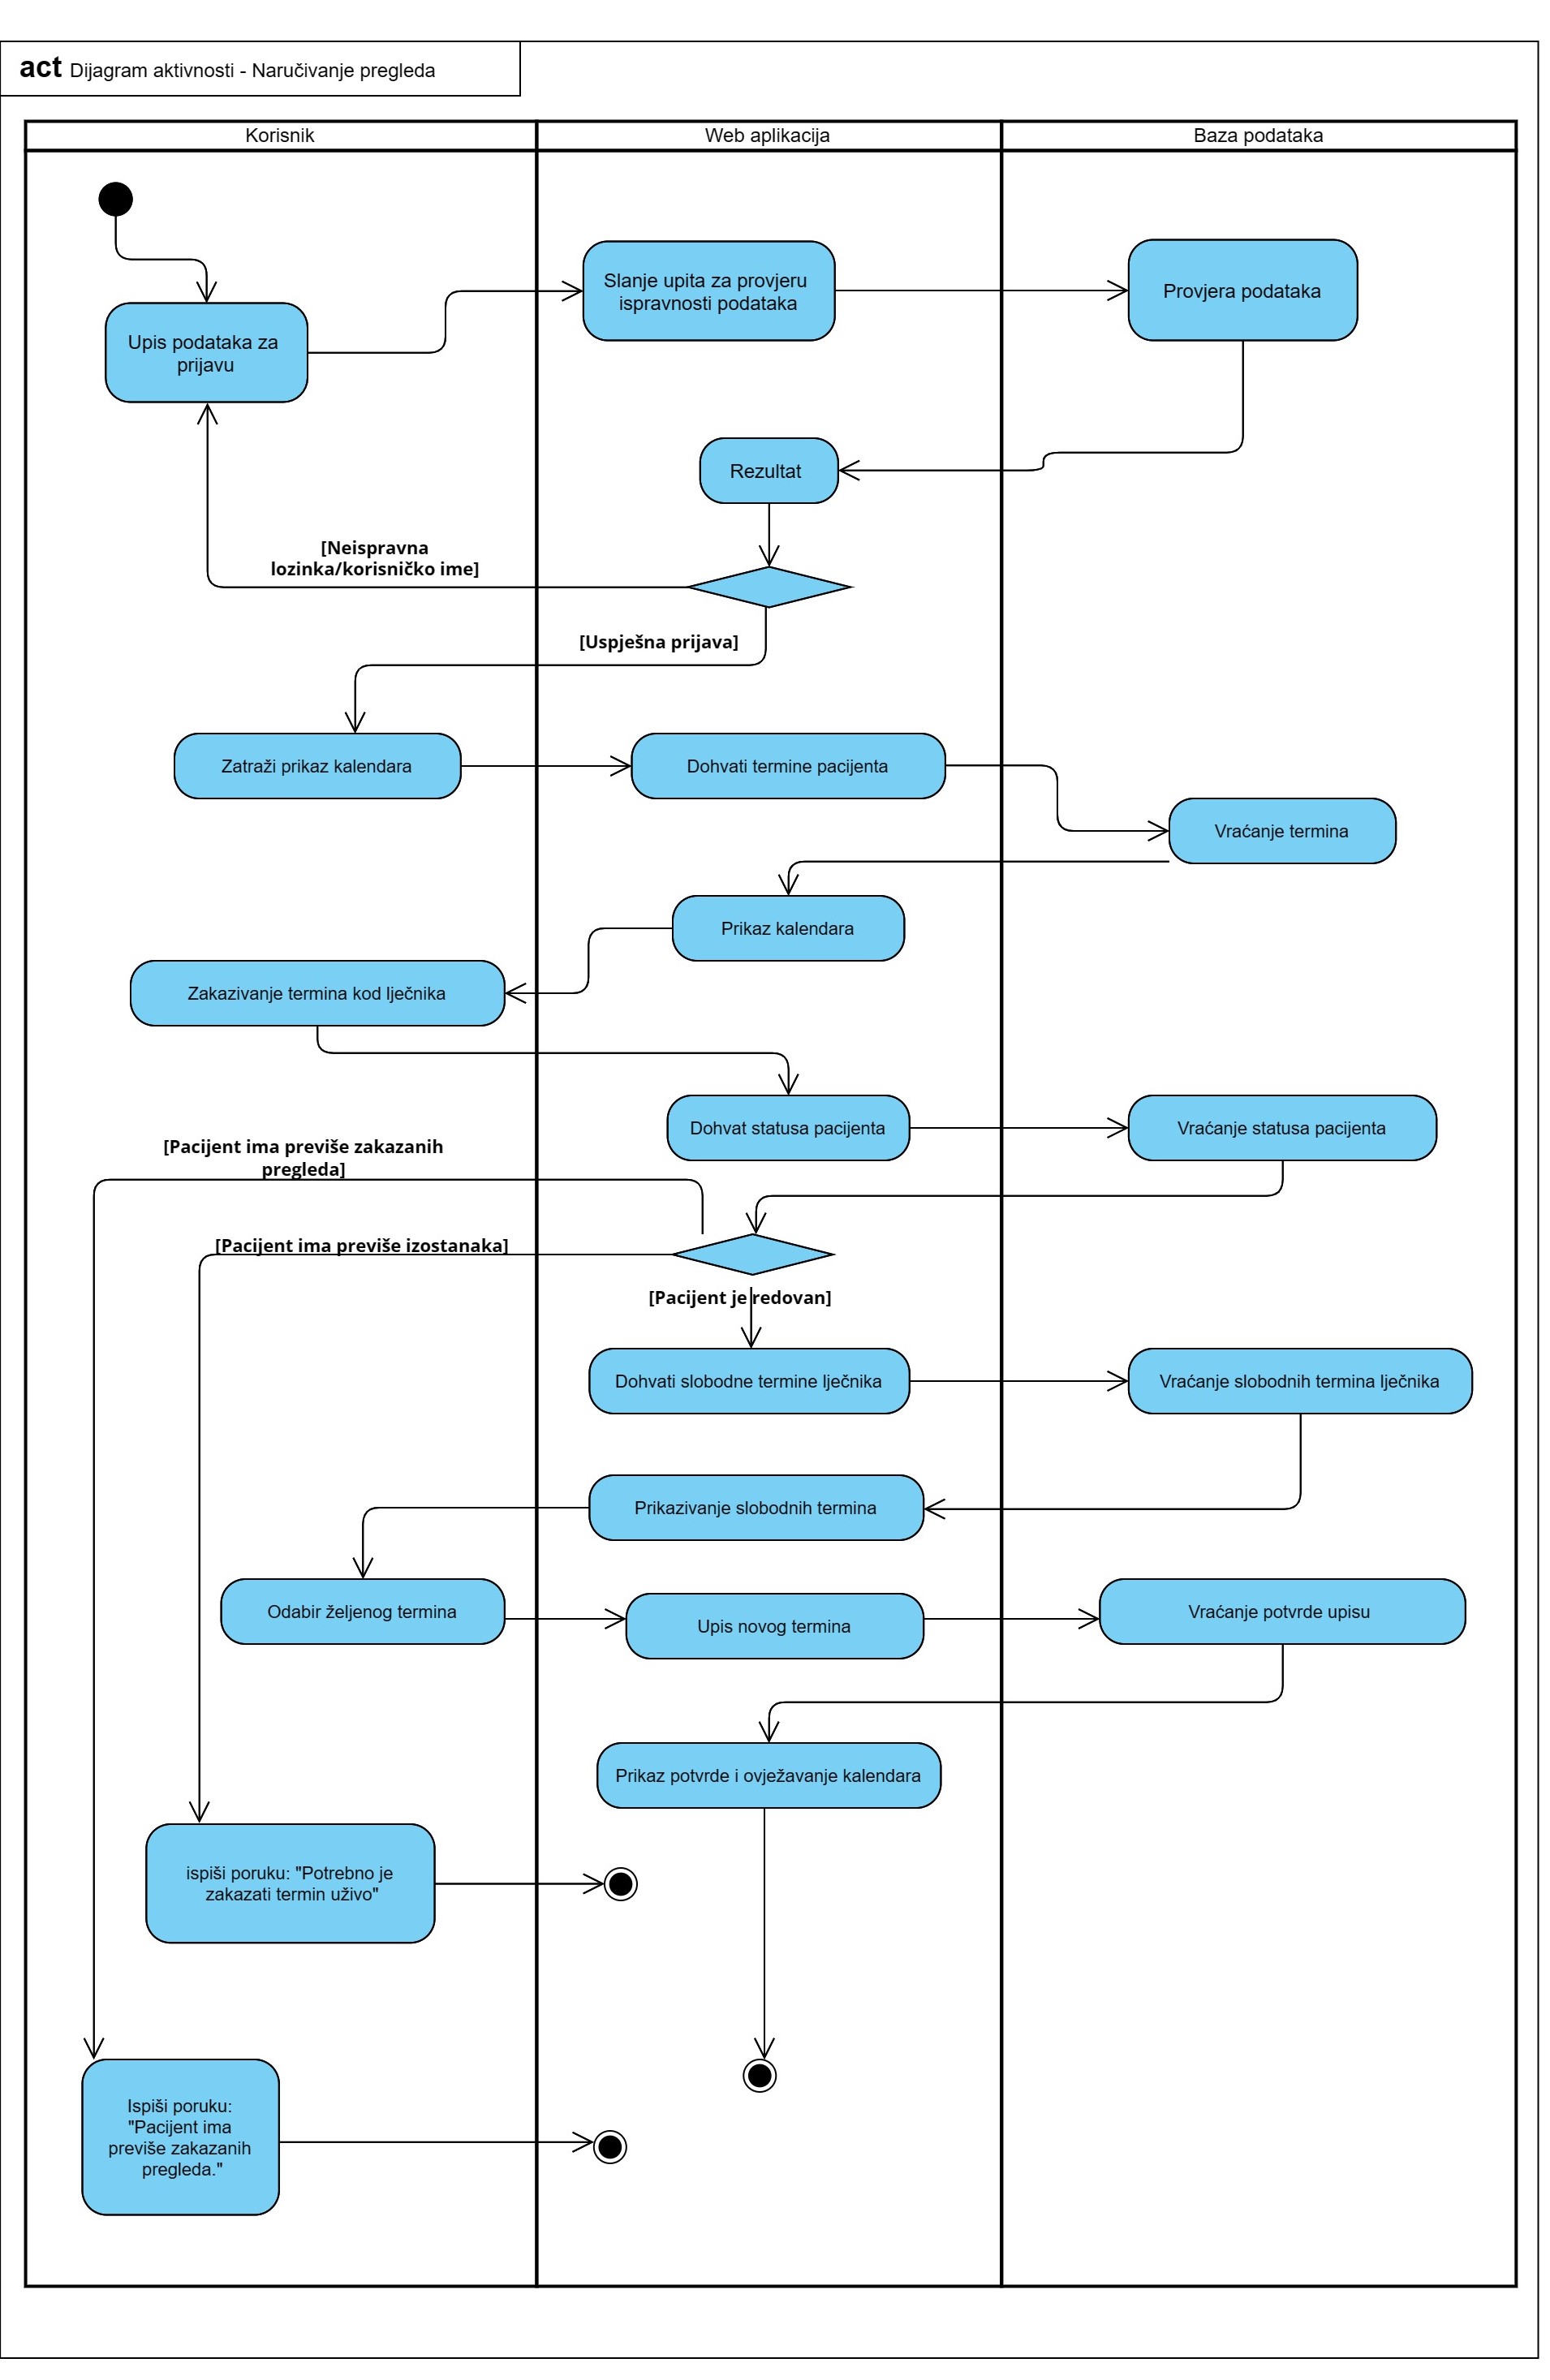 act Dijagram aktivnosti - Naručivanje pregleda
Korisnik
Web aplikacija
Baza podataka
Slanje upita za provjeru
ispravnosti podataka
Provjera podataka
Upis podataka za
prijavu
Rezultat
[Neispravna
lozinka/korisničko ime]
[Uspješna prijava]
Zatraži prikaz kalendara
Dohvati termine pacijenta
Vraćanje termina
Prikaz kalendara
Zakazivanje termina kod lječnika
Dohvat statusa pacijenta
Vraćanje statusa pacijenta
[Pacijent ima previše zakazanih
pregleda]
[Pacijent ima previše izostanaka]
[Pacijent je redovan]
Dohvati slobodne termine lječnika
Vraćanje slobodnih termina lječnika
Prikazivanje slobodnih termina
Odabir željenog termina
Upis novog termina
Vraćanje potvrde upisu
Prikaz potvrde i ovježavanje kalendara
ispiši poruku: "Potrebno je
zakazati termin uživo"
Ispiši poruku:
"Pacijent ima
previše zakazanih
pregleda."